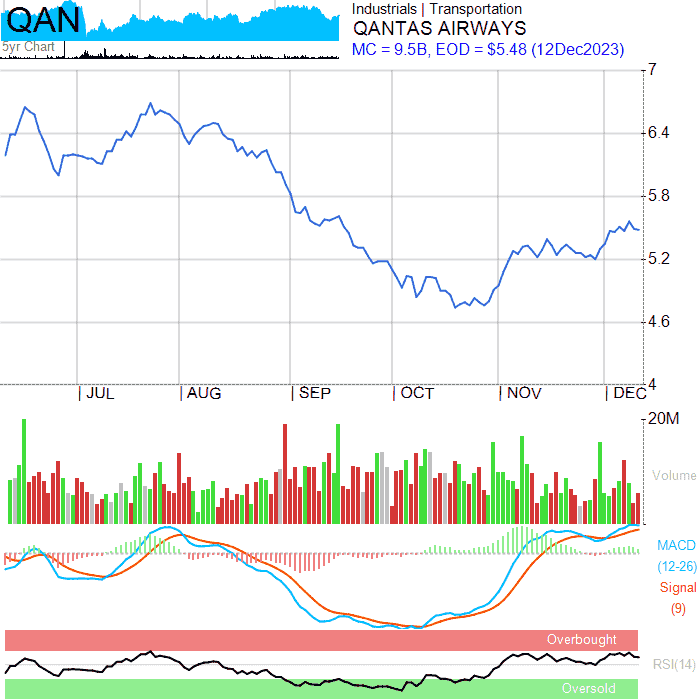 QAN
5yr Chart
Industrials | Transportation
QANTAS AIRWAYS
MC = 9.5B, EOD = $5.48 (12Dec2023)
7
6.4
5.8
5.2
4.6
4
JUL AUG SEP OCT NOV DEC
20M
Volume
MACD
(12-26)
Signal
(9)
Overbought
RSI(14)
Oversold